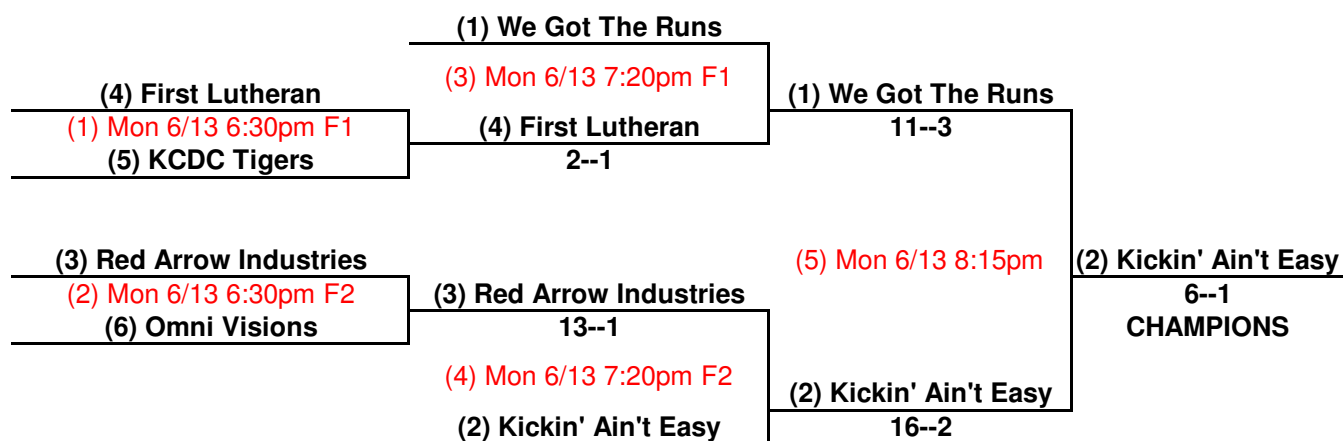 (1) We Got The Runs
(3) Mon 6/13 7:20pm F1
(4) First Lutheran
(1) We Got The Runs
(1) Mon 6/13 6:30pm F1
(4) First Lutheran
11--3
(5) KCDC Tigers
2--1
(3) Red Arrow Industries
(5) Mon 6/13 8:15pm
(2) Kickin' Ain't Easy
(2) Mon 6/13 6:30pm F2
(3) Red Arrow Industries
6--1
(6) Omni Visions
13--1
CHAMPIONS
(4) Mon 6/13 7:20pm F2
(2) Kickin' Ain't Easy
(2) Kickin' Ain't Easy
16--2